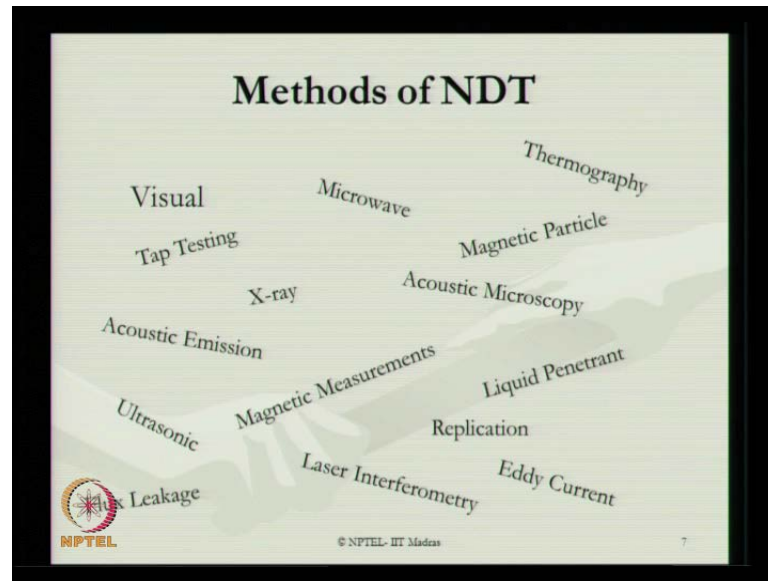 Methods of NDT
Thermography
Visual
Microwave
Tap Testing
Magnetic Particle
X-ray
Acoustic Microscopy
Acoustic Emission
Magnetic Measurements
Liquid Penetrant
Ultrasonic
Replication
Laser Interferometry
Eddy Current
Leakage
NPTEL
© NPTEL- IIT Madras
7